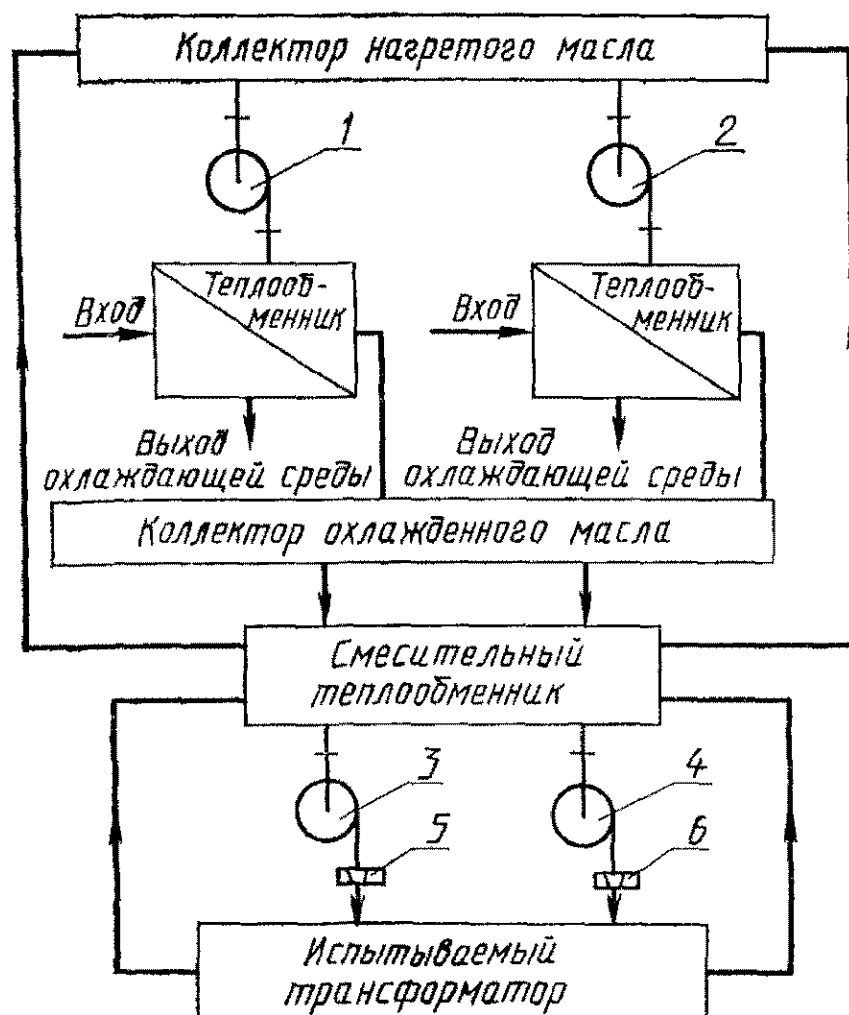 Коллектор нагретого масла
1
2
Теплооб-
менник
Вход
Теплооб-
менник
Вход
Выход
охлаждающей среды
Выход
охлаждающей среды
Коллектор охлажденного масла
Смесительный
теплообменник
3
4
5
6
Испытываемый
трансформатор